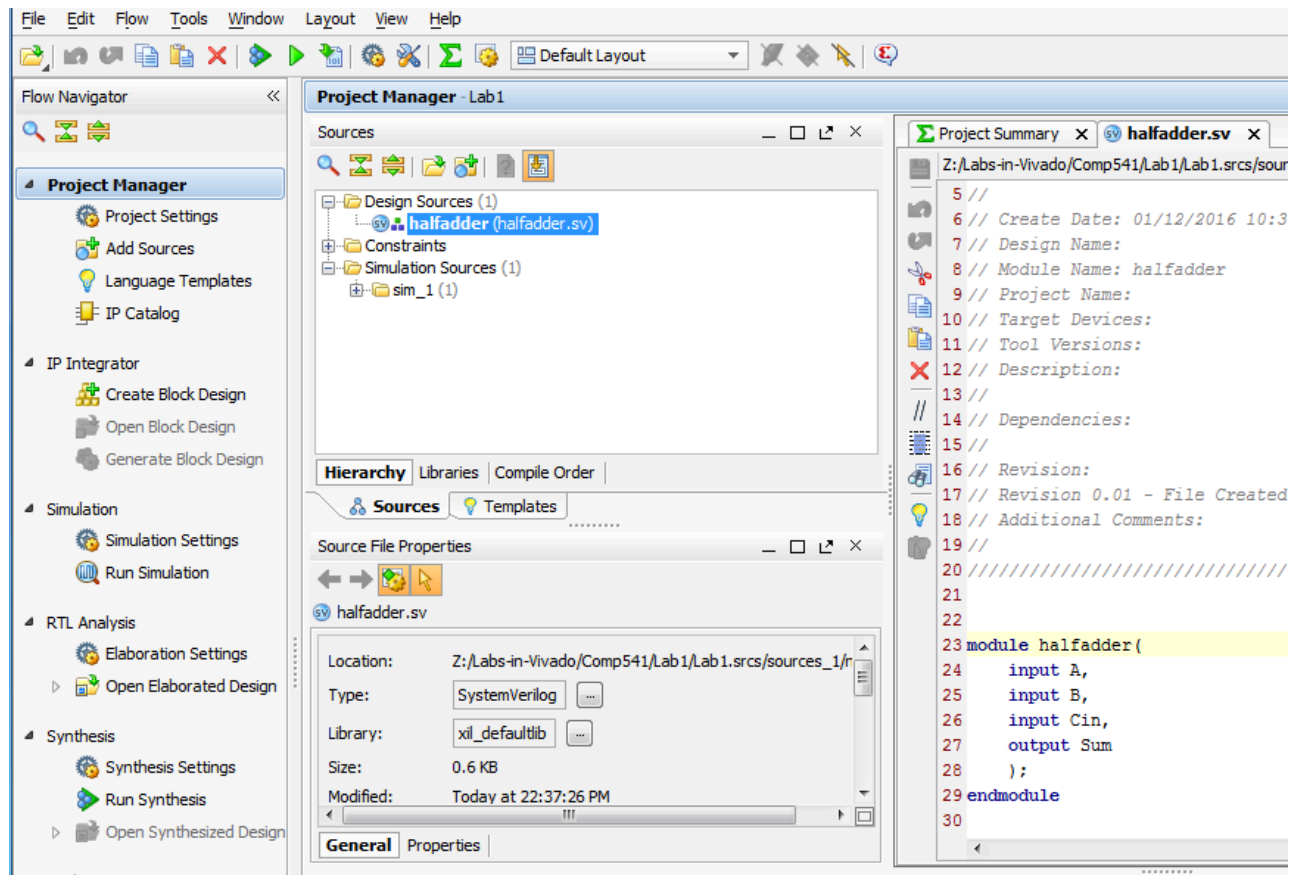 File Edit Flow Tools Window Layout View Help
Default Layout
Flow Navigator
Project Manager
Project Settings
Add Sources
Language Templates
IP Catalog
IP Integrator
Create Block Design
Open Block Design
Generate Block Design
Simulation
Simulation Settings
Run Simulation
RTL Analysis
Elaboration Settings
Open Elaborated Design
Synthesis
Synthesis Settings
Run Synthesis
Open Synthesized Design
Project Manager - Lab1
Sources
Design Sources (1)
halfadder (halfadder.sv)
Constraints
Simulation Sources (1)
sim_1 (1)
Hierarchy Libraries Compile Order
Sources Templates
Source File Properties
halfadder.sv
Location: Z:/Labs-in-Vivado/Comp541/Lab1/Lab1.srcs/sources_1/r
Type: SystemVerilog ...
Library: xil_defaultlib ...
Size: 0.6 KB
Modified: Today at 22:37:26 PM
General Properties
Project Summary halfadder.sv
Z:/Labs-in-Vivado/Comp541/Lab1/Lab1.srcs/sour
5 //
6 // Create Date: 01/12/2016 10:3
7 // Design Name:
8 // Module Name: halfadder
9 // Project Name:
10 // Target Devices:
11 // Tool Versions:
12 // Description:
13 //
14 // Dependencies:
15 //
16 // Revision:
17 // Revision 0.01 - File Created
18 // Additional Comments:
19 //
20 ///////////////////////////////
21
22
23 module halfadder(
24 input A,
25 input B,
26 input Cin,
27 output Sum
28 );
29 endmodule
30